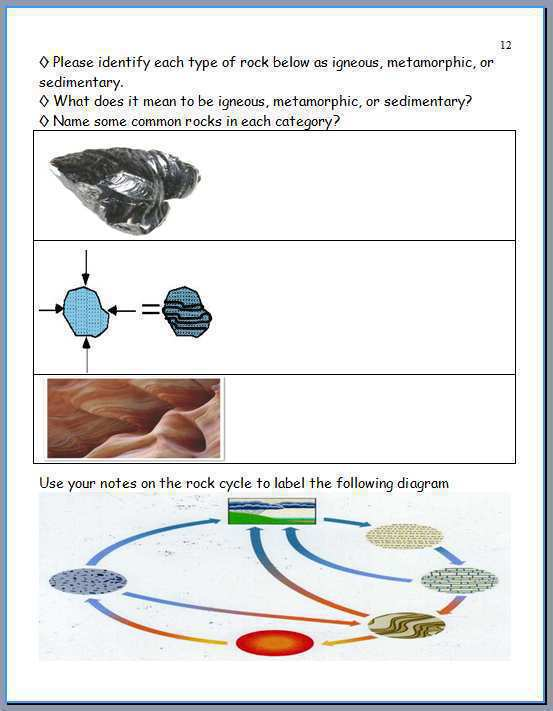 12
◊ Please identify each type of rock below as igneous, metamorphic, or
sedimentary.
◊ What does it mean to be igneous, metamorphic, or sedimentary?
◊ Name some common rocks in each category?
Use your notes on the rock cycle to label the following diagram